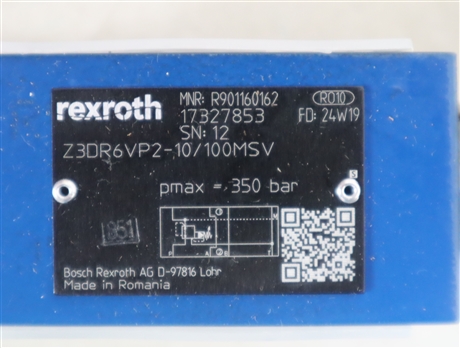 rexroth
MNR: R901160162
RO10
17327853
FD: 24W19
SN: 12
Z3DR6VP2-10/100MSV
pmax = 350 bar
S
Bosch Rexroth AG D-97816 Lohr
Made in Romania